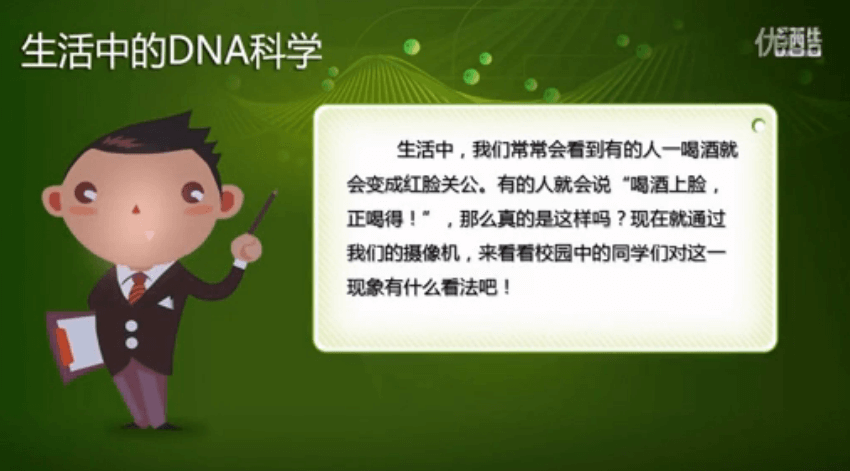 生活中的DNA科学
优酷
生活中，我们常常会看到有的人一喝酒就
会变成红脸关公。有的人就会说“喝酒上脸，
正喝得！”，那么真的是这样吗？现在就通过
我们的摄像机，来看看校园中的同学们对这一
现象有什么看法吧！